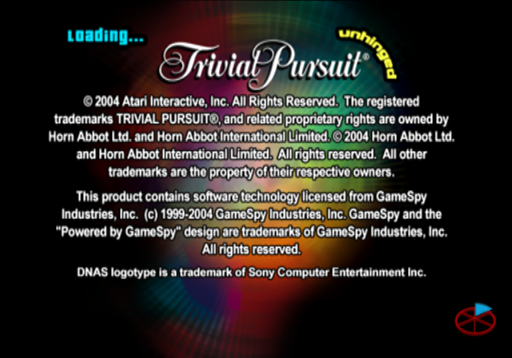 Loading...
Trivial Pursuit®
unhinged
© 2004 Atari Interactive, Inc. All Rights Reserved. The registered
trademarks TRIVIAL PURSUIT®, and related proprietary rights are owned by
Horn Abbot Ltd. and Horn Abbot International Limited. © 2004 Horn Abbot Ltd.
and Horn Abbot International Limited. All rights reserved. All other
trademarks are the property of their respective owners.
This product contains software technology licensed from GameSpy
Industries, Inc. (c) 1999-2004 GameSpy Industries, Inc. GameSpy and the
"Powered by GameSpy" design are trademarks of GameSpy Industries, Inc.
All rights reserved.
DNAS logotype is a trademark of Sony Computer Entertainment Inc.